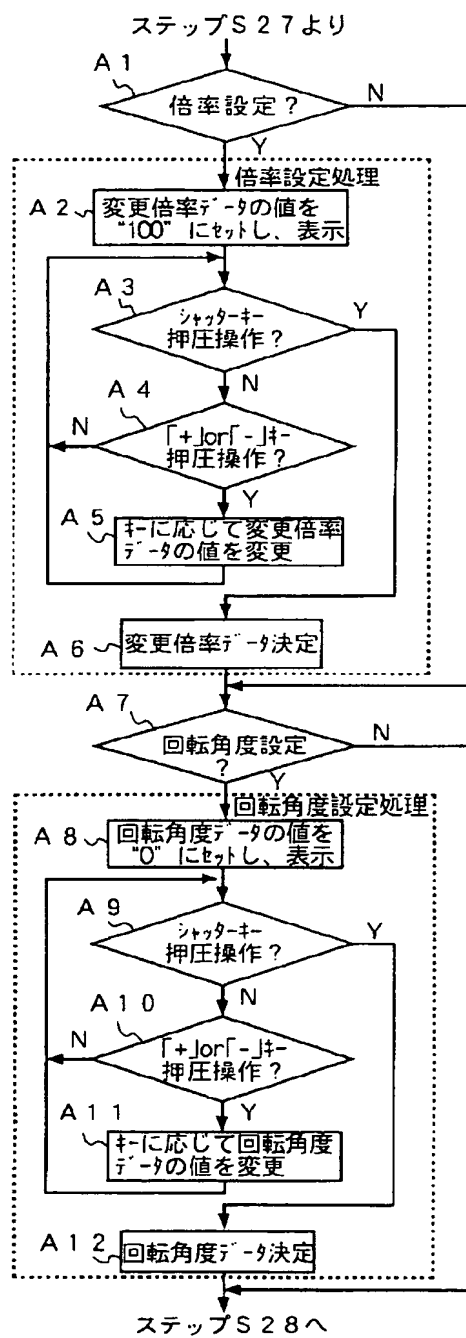 ステップS27より
A1
倍率設定?
N
Y
倍率設定処理
A2
変更倍率データの値を
"100"にセットし、表示
A3
シャッターキー
押圧操作?
Y
N
A4
「+」or「-」キー
押圧操作?
N
Y
A5
キーに応じて変更倍率
データの値を変更
A6
変更倍率データ決定
A7
回転角度設定
?
N
Y
回転角度設定処理
A8
回転角度データの値を
"0"にセットし、表示
A9
シャッターキー
押圧操作?
Y
N
A10
「+」or「-」キー
押圧操作?
N
Y
A11
キーに応じて回転角度
データの値を変更
A12
回転角度データ決定
ステップS28へ